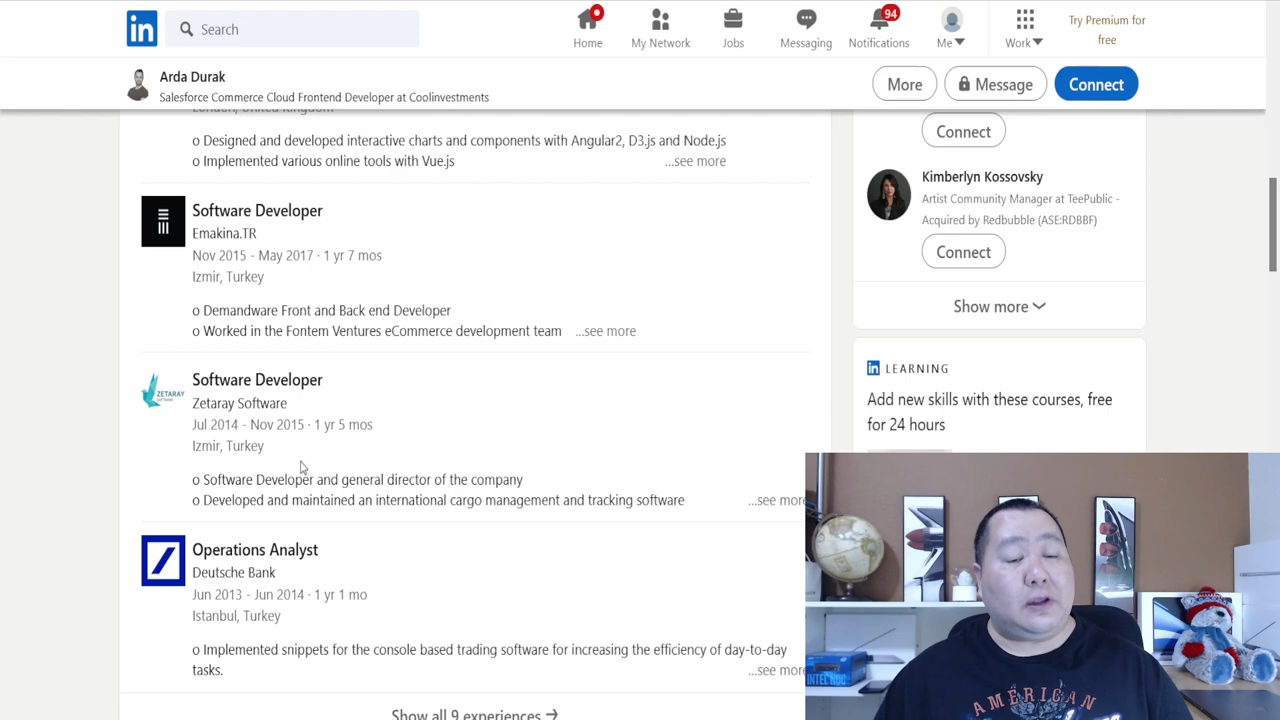 in
Search
Home
My Network
Jobs
Messaging
94
Notifications
Me
Work
Try Premium for
free
Arda Durak
Salesforce Commerce Cloud Frontend Developer at Coolinvestments
More
Message
Connect
London, United Kingdom
o Designed and developed interactive charts and components with Angular2, D3.js and Node.js
o Implemented various online tools with Vue.js ...see more
Software Developer
Emakina.TR
Nov 2015 - May 2017 · 1 yr 7 mos
Izmir, Turkey
o Demandware Front and Back end Developer
o Worked in the Fontem Ventures eCommerce development team ...see more
ZETARAY
SOFTWARE
Software Developer
Zetaray Software
Jul 2014 - Nov 2015 · 1 yr 5 mos
Izmir, Turkey
o Software Developer and general director of the company
o Developed and maintained an international cargo management and tracking software ...see more
Operations Analyst
Deutsche Bank
Jun 2013 - Jun 2014 · 1 yr 1 mo
Istanbul, Turkey
o Implemented snippets for the console based trading software for increasing the efficiency of day-to-day
tasks. ...see more
Show all 9 experiences →
Connect
Kimberlyn Kossovsky
Artist Community Manager at TeePublic -
Acquired by Redbubble (ASE:RDBBF)
Connect
Show more
in LEARNING
Add new skills with these courses, free
for 24 hours
INTEL NUC
AMERICAN